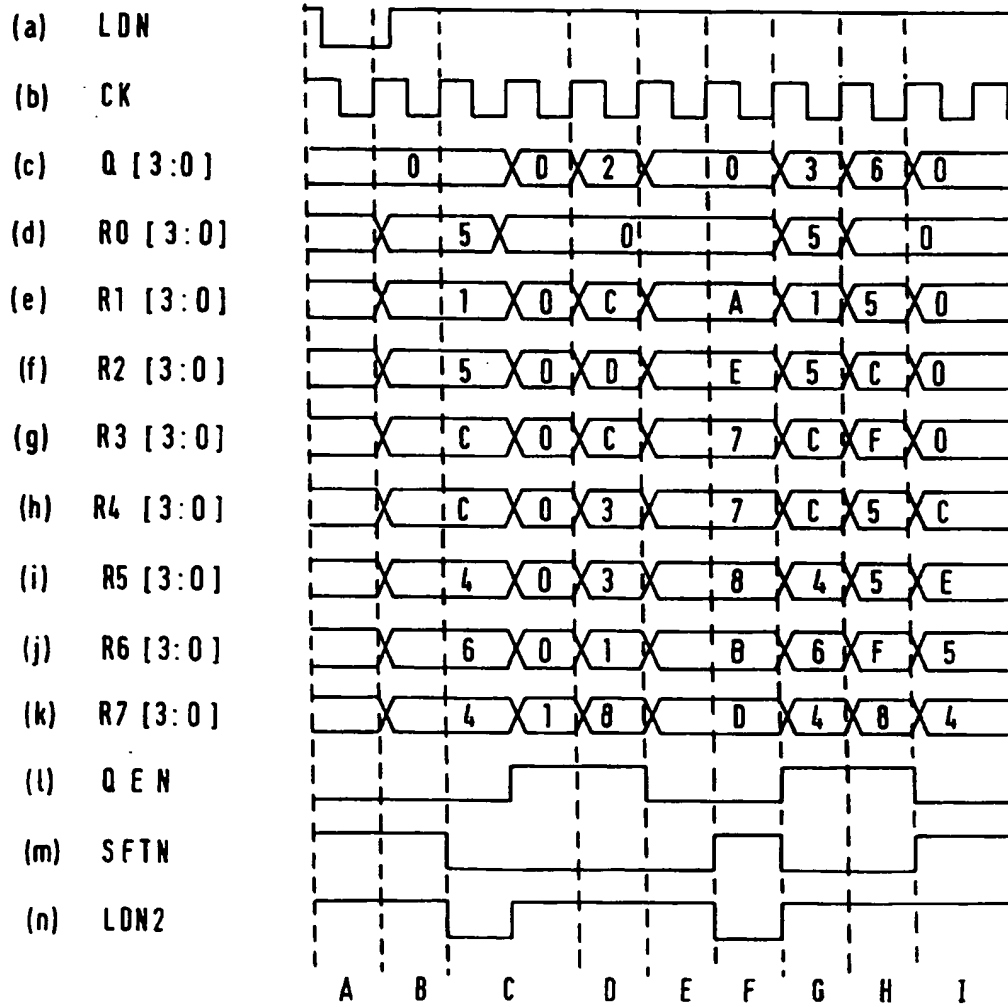 (a) LDN
(b) CK
(c) Q [3:0] 0 0 2 0 3 6 0
(d) R0 [3:0] 5 0 5 0
(e) R1 [3:0] 1 0 C A 1 5 0
(f) R2 [3:0] 5 0 D E 5 C 0
(g) R3 [3:0] C 0 C 7 C F 0
(h) R4 [3:0] C 0 3 7 C 5 C
(i) R5 [3:0] 4 0 3 8 4 5 E
(j) R6 [3:0] 6 0 1 8 6 F 5
(k) R7 [3:0] 4 1 8 D 4 8 4
(l) QEN
(m) SFTN
(n) LDN2
A B C D E F G H I